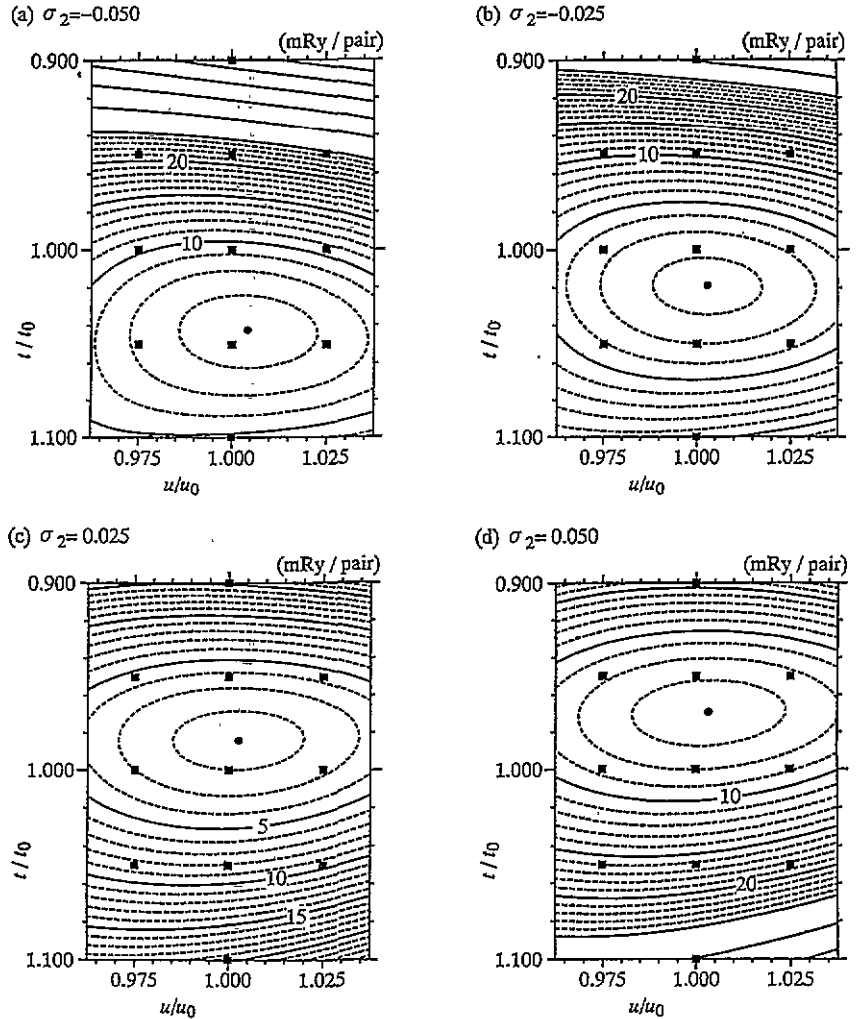 (a) σ₂=−0.050
(mRy / pair)
0.900
20
1.000
10
1.100
0.975 1.000 1.025
t / t₀
u/u₀
(b) σ₂=−0.025
(mRy / pair)
0.900
20
10
1.000
1.100
0.975 1.000 1.025
t / t₀
u/u₀
(c) σ₂= 0.025
(mRy / pair)
0.900
1.000
5
10
15
1.100
0.975 1.000 1.025
t / t₀
u/u₀
(d) σ₂= 0.050
(mRy / pair)
0.900
1.000
10
20
1.100
0.975 1.000 1.025
t / t₀
u/u₀